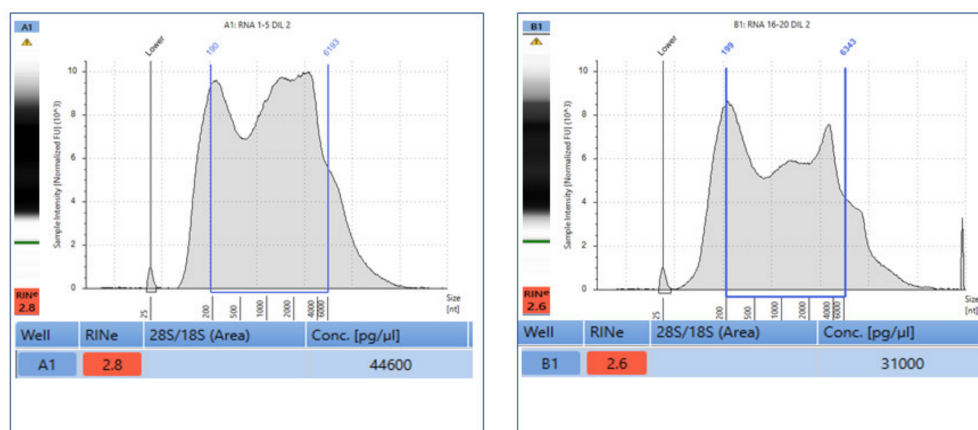 A1
A1: RNA 1-5 DIL 2
Lower
190
6193
Sample Intensity [Normalized FU] (10^3)
10
8
6
4
2
0
25
200
500
1000
2000
4000
6000
Size
[nt]
RINe
2.8
Well RINe 28S/18S (Area) Conc. [pg/µl]
A1 2.8 44600
B1
B1: RNA 16-20 DIL 2
Lower
199
6343
Sample Intensity [Normalized FU] (10^3)
10
8
6
4
2
0
25
200
500
1000
2000
4000
6000
Size
[nt]
RINe
2.6
Well RINe 28S/18S (Area) Conc. [pg/µl]
B1 2.6 31000